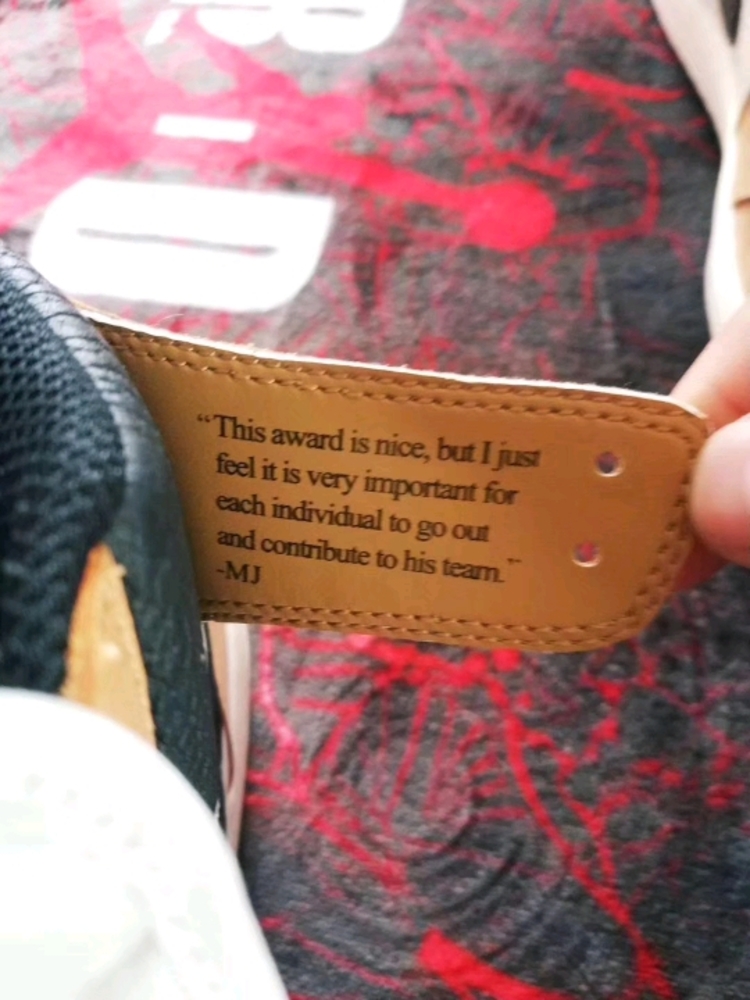 “This award is nice, but I just
feel it is very important for
each individual to go out
and contribute to his team.”
-MJ